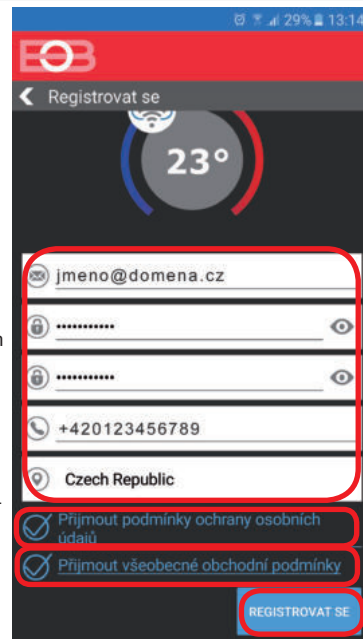 29% 13:14
EOB
Registrovat se
23°
jmeno@domena.cz
•••••••••••
•••••••••••
+420123456789
Czech Republic
Přijmout podmínky ochrany osobních
údajů
Přijmout všeobecné obchodní podmínky
REGISTROVAT SE